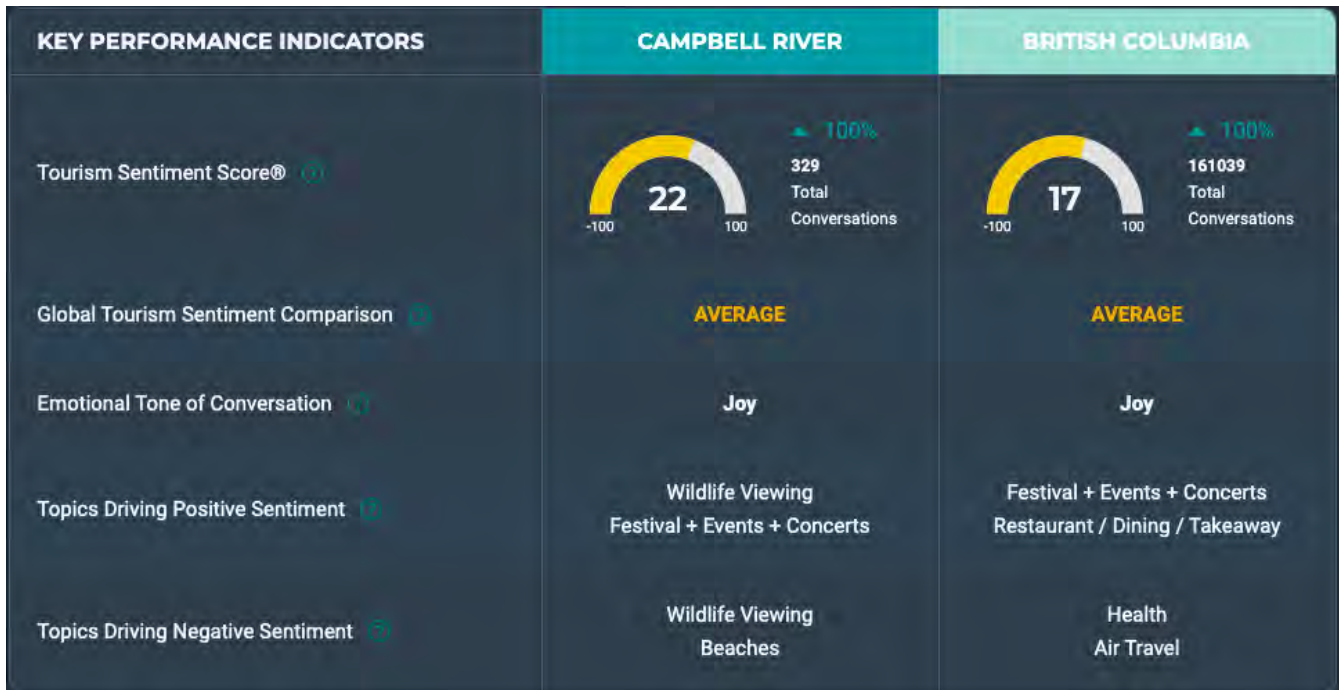 KEY PERFORMANCE INDICATORS
CAMPBELL RIVER
BRITISH COLUMBIA
Tourism Sentiment Score®
22
-100
100
▲ 100%
329
Total
Conversations
17
-100
100
▲ 100%
161039
Total
Conversations
Global Tourism Sentiment Comparison
AVERAGE
AVERAGE
Emotional Tone of Conversation
Joy
Joy
Topics Driving Positive Sentiment
Wildlife Viewing
Festival + Events + Concerts
Festival + Events + Concerts
Restaurant / Dining / Takeaway
Topics Driving Negative Sentiment
Wildlife Viewing
Beaches
Health
Air Travel